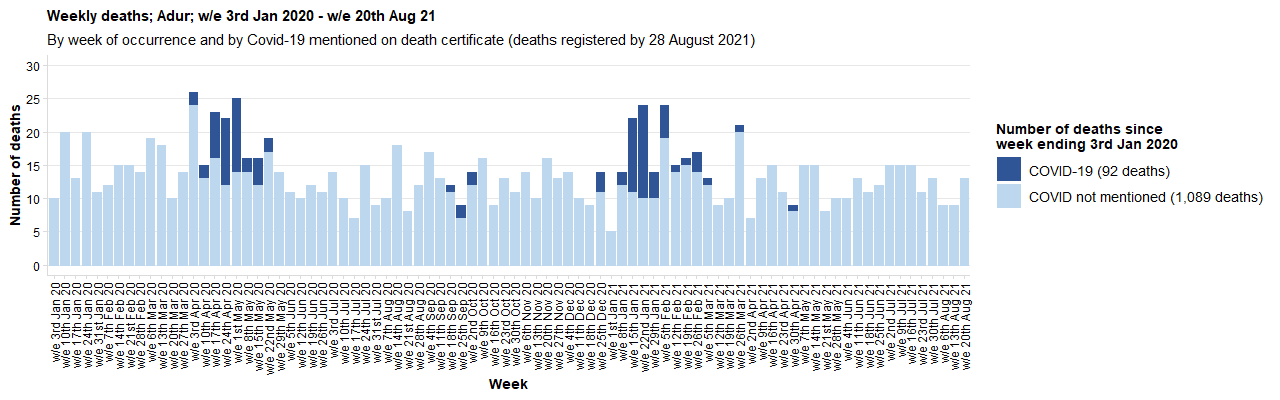 Weekly deaths; Adur; w/e 3rd Jan 2020 - w/e 20th Aug 21
By week of occurrence and by Covid-19 mentioned on death certificate (deaths registered by 28 August 2021)
Number of deaths
30
25
20
15
10
5
0
w/e 3rd Jan 20
w/e 10th Jan 20
w/e 17th Jan 20
w/e 24th Jan 20
w/e 31st Jan 20
w/e 7th Feb 20
w/e 14th Feb 20
w/e 21st Feb 20
w/e 28th Feb 20
w/e 6th Mar 20
w/e 13th Mar 20
w/e 20th Mar 20
w/e 27th Mar 20
w/e 3rd Apr 20
w/e 10th Apr 20
w/e 17th Apr 20
w/e 24th Apr 20
w/e 1st May 20
w/e 8th May 20
w/e 15th May 20
w/e 22nd May 20
w/e 29th May 20
w/e 5th Jun 20
w/e 12th Jun 20
w/e 19th Jun 20
w/e 26th Jun 20
w/e 3rd Jul 20
w/e 10th Jul 20
w/e 17th Jul 20
w/e 24th Jul 20
w/e 31st Jul 20
w/e 7th Aug 20
w/e 14th Aug 20
w/e 21st Aug 20
w/e 28th Aug 20
w/e 4th Sep 20
w/e 11th Sep 20
w/e 18th Sep 20
w/e 25th Sep 20
w/e 2nd Oct 20
w/e 9th Oct 20
w/e 16th Oct 20
w/e 23rd Oct 20
w/e 30th Oct 20
w/e 6th Nov 20
w/e 13th Nov 20
w/e 20th Nov 20
w/e 27th Nov 20
w/e 4th Dec 20
w/e 11th Dec 20
w/e 18th Dec 20
w/e 25th Dec 20
w/e 1st Jan 21
w/e 8th Jan 21
w/e 15th Jan 21
w/e 22nd Jan 21
w/e 29th Jan 21
w/e 5th Feb 21
w/e 12th Feb 21
w/e 19th Feb 21
w/e 26th Feb 21
w/e 5th Mar 21
w/e 12th Mar 21
w/e 19th Mar 21
w/e 26th Mar 21
w/e 2nd Apr 21
w/e 9th Apr 21
w/e 16th Apr 21
w/e 23rd Apr 21
w/e 30th Apr 21
w/e 7th May 21
w/e 14th May 21
w/e 21st May 21
w/e 28th May 21
w/e 4th Jun 21
w/e 11th Jun 21
w/e 18th Jun 21
w/e 25th Jun 21
w/e 2nd Jul 21
w/e 9th Jul 21
w/e 16th Jul 21
w/e 23rd Jul 21
w/e 30th Jul 21
w/e 6th Aug 21
w/e 13th Aug 21
w/e 20th Aug 21
Week
Number of deaths since
week ending 3rd Jan 2020
COVID-19 (92 deaths)
COVID not mentioned (1,089 deaths)